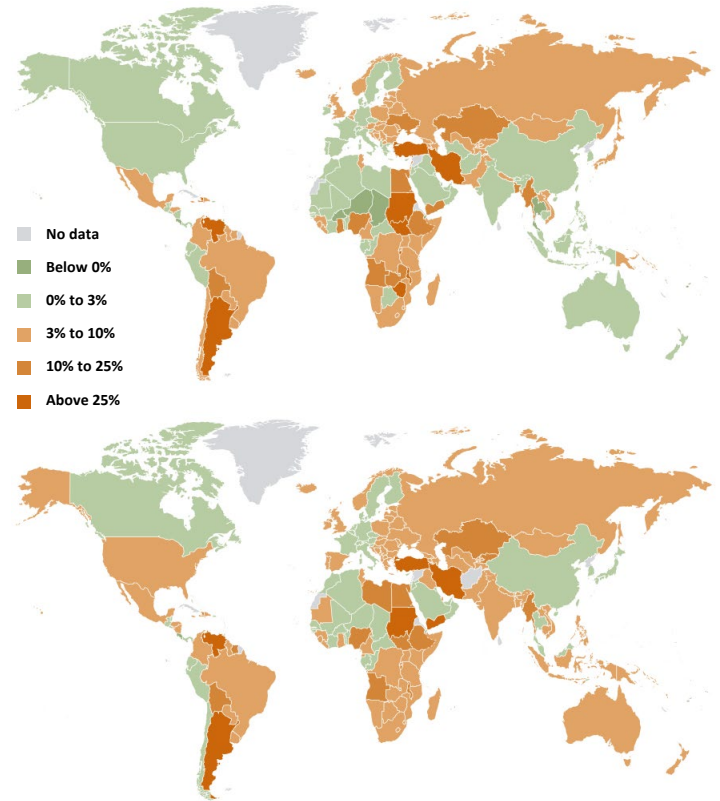 No data
Below 0%
0% to 3%
3% to 10%
10% to 25%
Above 25%